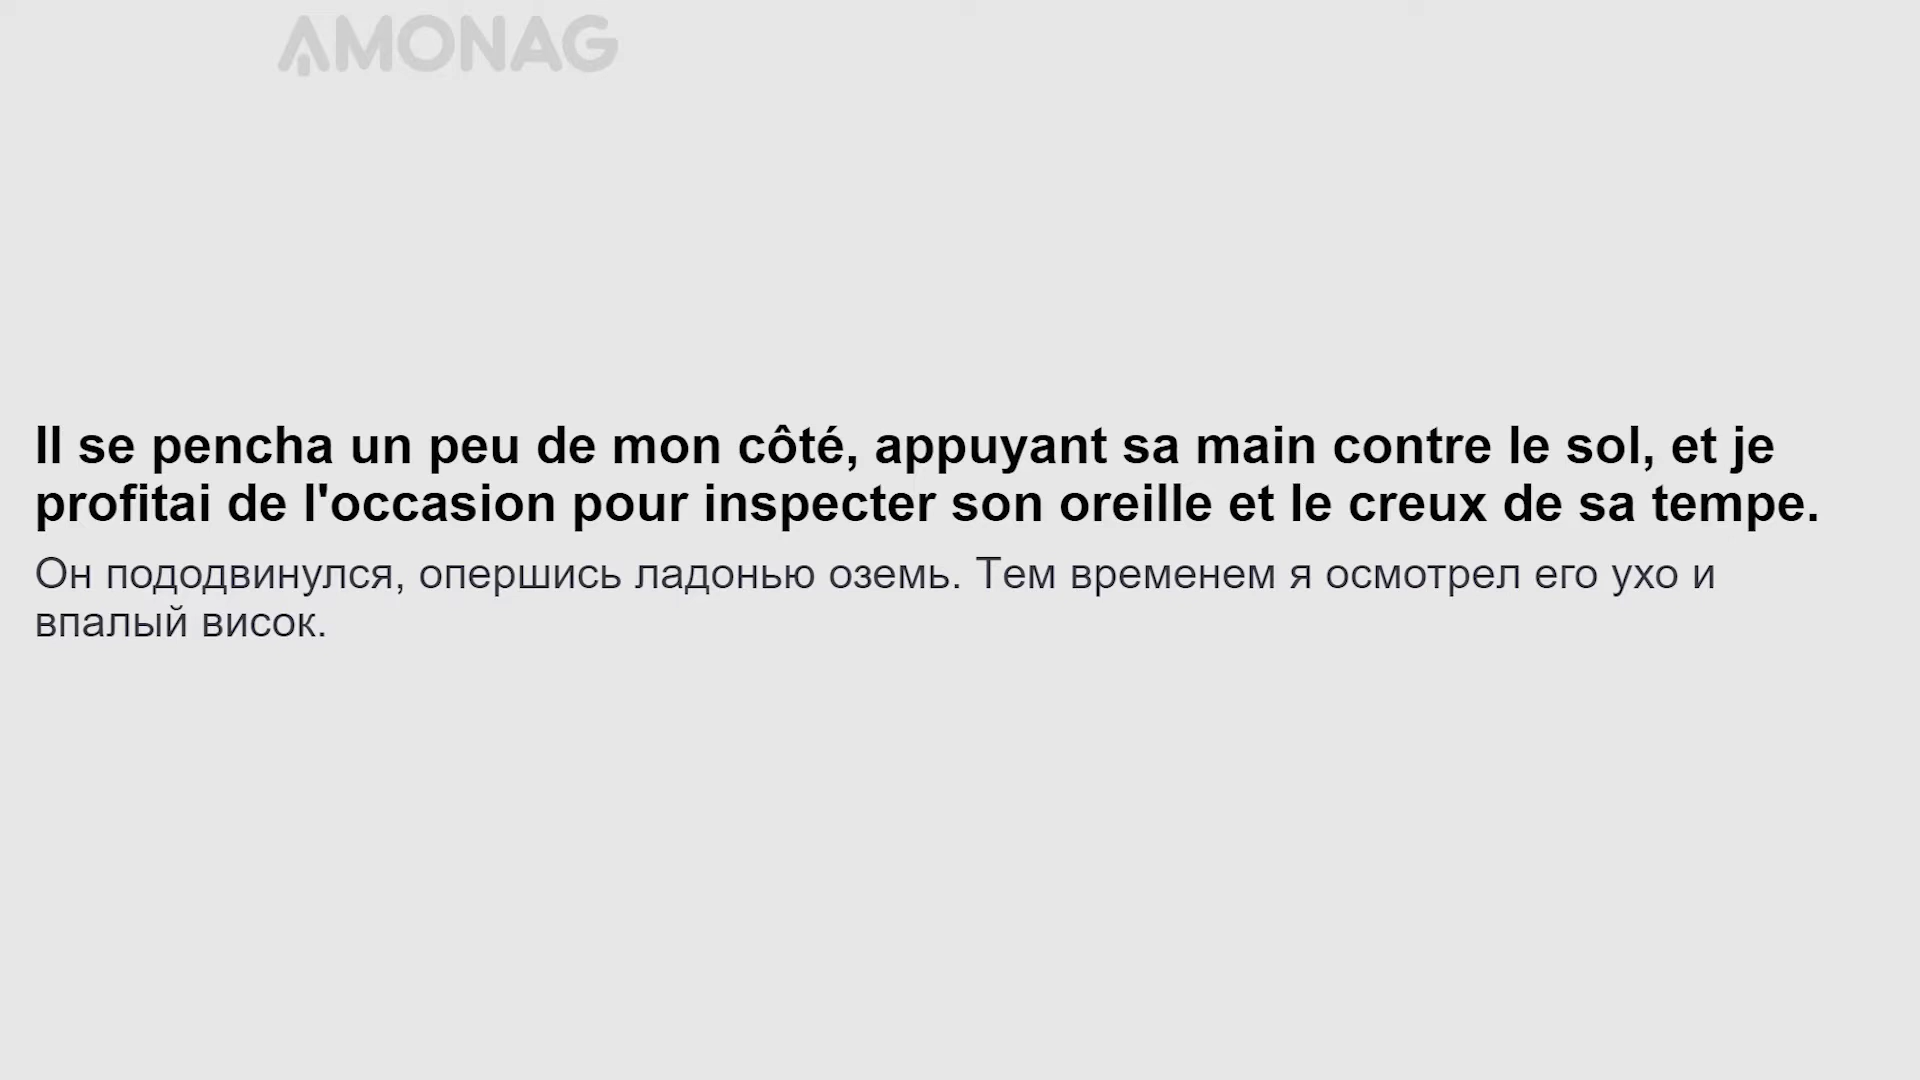 AMONAG
Il se pencha un peu de mon côté, appuyant sa main contre le sol, et je
profitai de l'occasion pour inspecter son oreille et le creux de sa tempe.
Он пододвинулся, опершись ладонью оземь. Тем временем я осмотрел его ухо и
впалый висок.